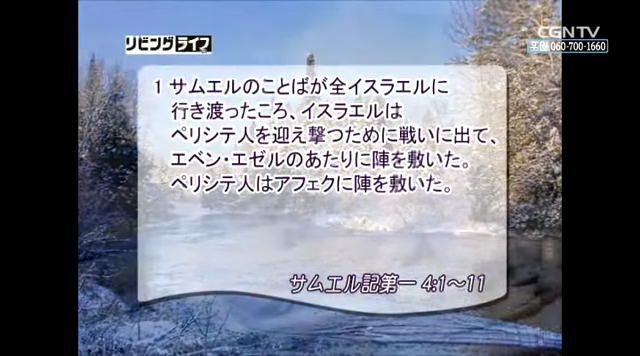 リビングライフ
CGNTV
후원 060-700-1660
1 サムエルのことばが全イスラエルに
行き渡ったころ、イスラエルは
ペリシテ人を迎え撃つために戦いに出て、
エベン・エゼルのあたりに陣を敷いた。
ペリシテ人はアフェクに陣を敷いた。
サムエル記第一 4:1〜11